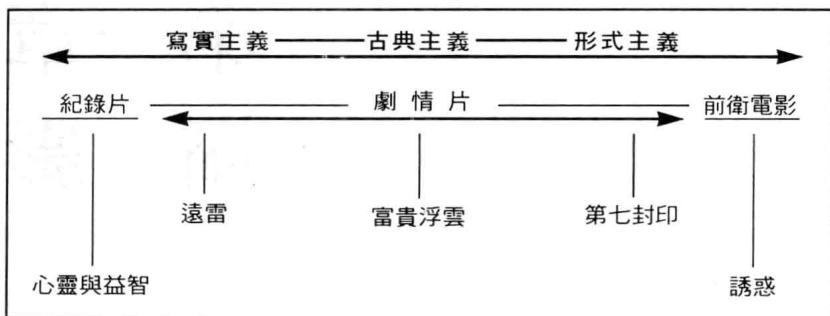 寫實主義 古典主義 形式主義
紀錄片 劇情片 前衛電影
遠雷 富貴浮雲 第七封印
心靈與益智 誘惑